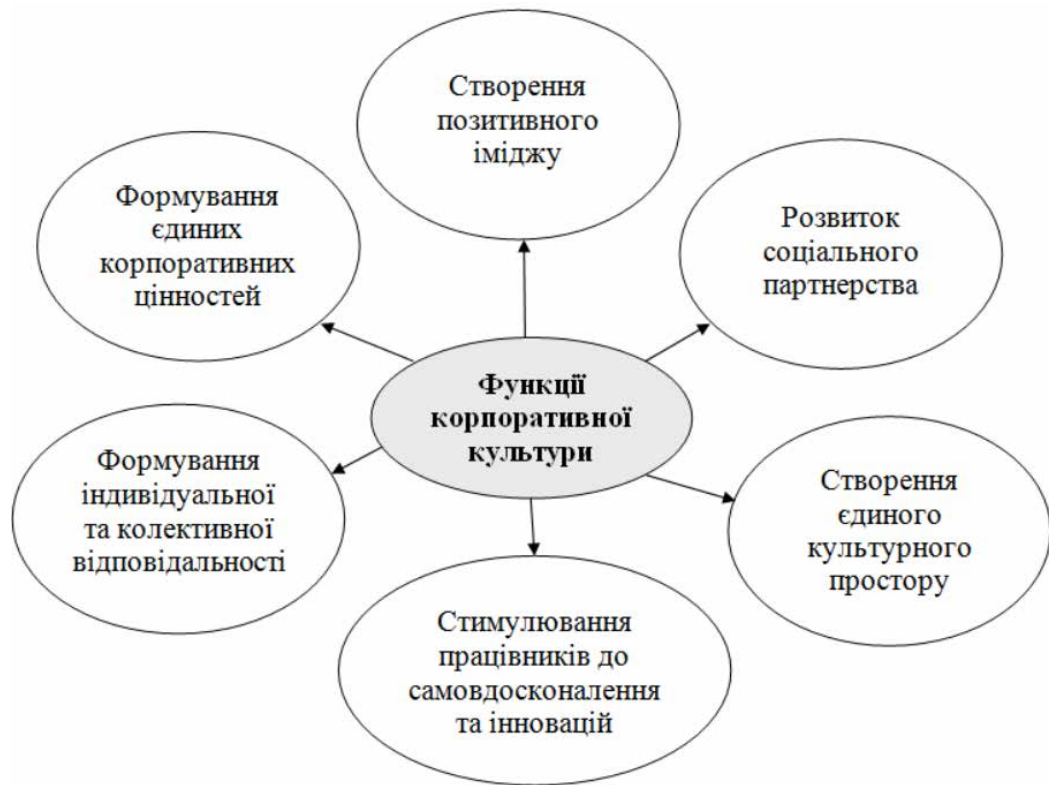 Створення
позитивного
іміджу
Формування
єдиних
корпоративних
цінностей
Розвиток
соціального
партнерства
Функції
корпоративної
культури
Формування
індивідуальної
та колективної
відповідальності
Створення
єдиного
культурного
простору
Стимулювання
працівників до
самовдосконалення
та інновацій